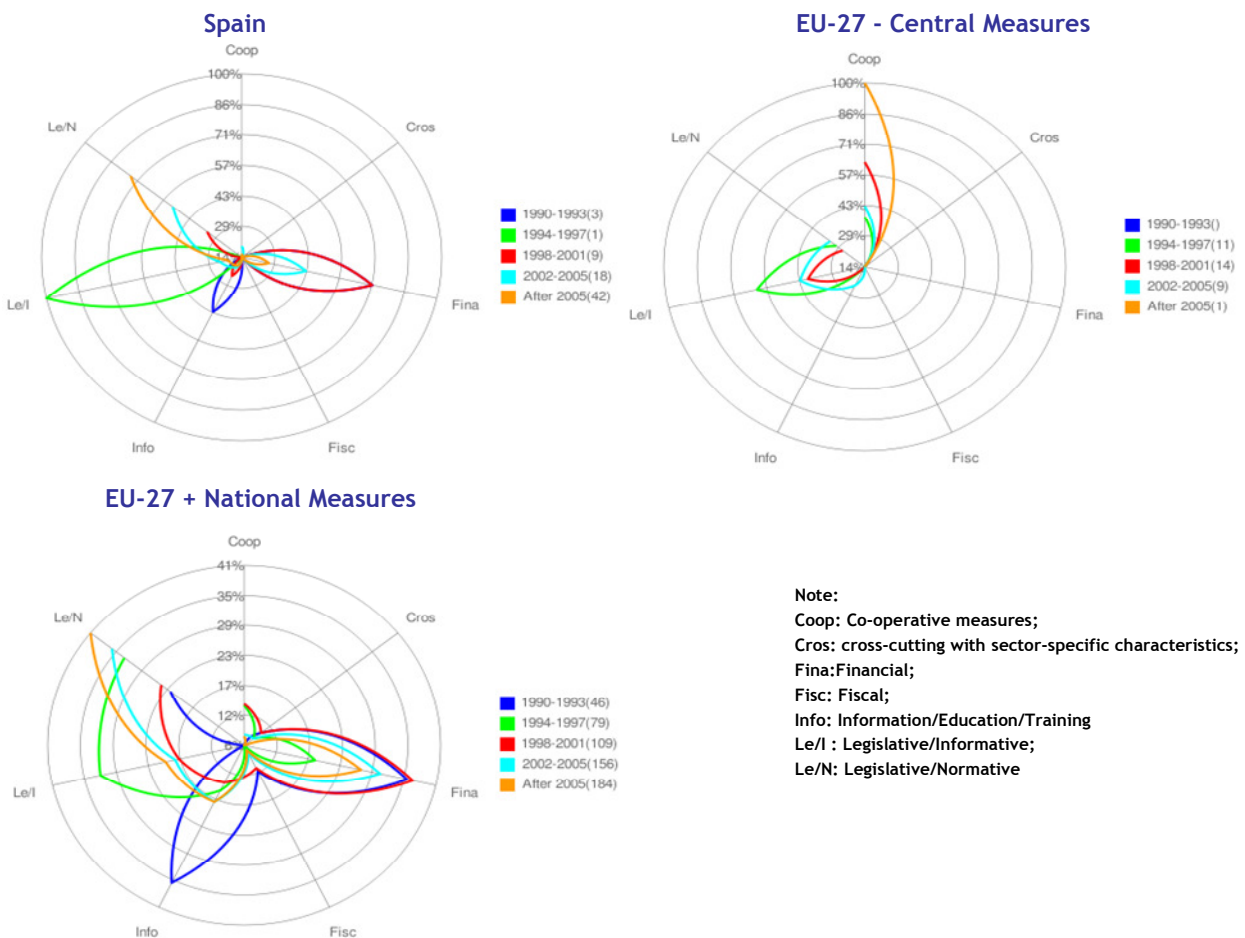 Spain
Coop
100%
86%
71%
57%
43%
29%
Cros
Fina
Fisc
Info
Le/I
Le/N
1990-1993(3)
1994-1997(1)
1998-2001(9)
2002-2005(18)
After 2005(42)
EU-27 - Central Measures
Coop
100%
86%
71%
57%
43%
29%
14%
Cros
Fina
Fisc
Info
Le/I
Le/N
1990-1993()
1994-1997(11)
1998-2001(14)
2002-2005(9)
After 2005(1)
EU-27 + National Measures
Coop
41%
35%
29%
23%
17%
12%
Cros
Fina
Fisc
Info
Le/I
Le/N
1990-1993(46)
1994-1997(79)
1998-2001(109)
2002-2005(156)
After 2005(184)
Note:
Coop: Co-operative measures;
Cros: cross-cutting with sector-specific characteristics;
Fina:Financial;
Fisc: Fiscal;
Info: Information/Education/Training
Le/I : Legislative/Informative;
Le/N: Legislative/Normative